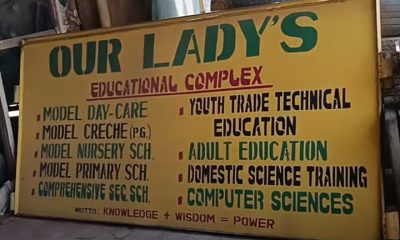 OUR LADY'S
EDUCATIONAL COMPLEX
MODEL DAY-CARE
MODEL CRECHE (P.G.)
MODEL NURSERY SCH.
MODEL PRIMARY SCH.
COMPREHENSIVE SEC. SCH.
YOUTH TRADE TECHNICAL
EDUCATION
ADULT EDUCATION
DOMESTIC SCIENCE TRAINING
COMPUTER SCIENCES
MOTTO: KNOWLEDGE + WISDOM = POWER